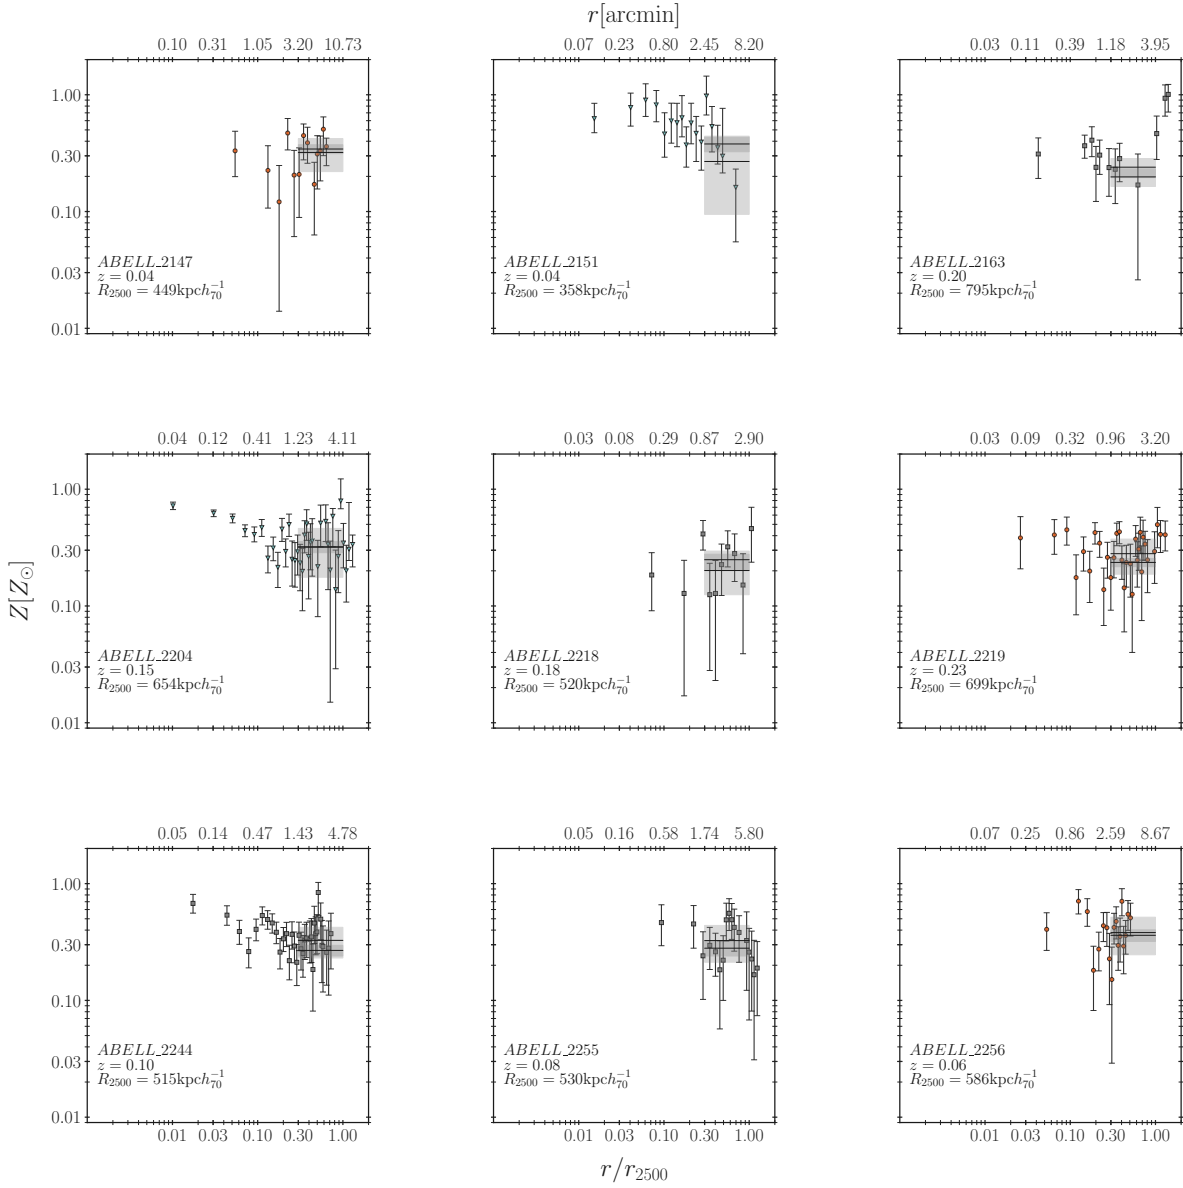 r[arcmin]
0.10 0.31 1.05 3.20 10.73
0.07 0.23 0.80 2.45 8.20
0.03 0.11 0.39 1.18 3.95
1.00
0.30
0.10
0.03
0.01
ABELL_2147
z = 0.04
R2500 = 449kpch70^−1
ABELL_2151
z = 0.04
R2500 = 358kpch70^−1
ABELL_2163
z = 0.20
R2500 = 795kpch70^−1
0.04 0.12 0.41 1.23 4.11
0.03 0.08 0.29 0.87 2.90
0.03 0.09 0.32 0.96 3.20
Z[Z⊙]
1.00
0.30
0.10
0.03
0.01
ABELL_2204
z = 0.15
R2500 = 654kpch70^−1
ABELL_2218
z = 0.18
R2500 = 520kpch70^−1
ABELL_2219
z = 0.23
R2500 = 699kpch70^−1
0.05 0.14 0.47 1.43 4.78
0.05 0.16 0.58 1.74 5.80
0.07 0.25 0.86 2.59 8.67
1.00
0.30
0.10
0.03
0.01
ABELL_2244
z = 0.10
R2500 = 515kpch70^−1
ABELL_2255
z = 0.08
R2500 = 530kpch70^−1
ABELL_2256
z = 0.06
R2500 = 586kpch70^−1
0.01 0.03 0.10 0.30 1.00
0.01 0.03 0.10 0.30 1.00
0.01 0.03 0.10 0.30 1.00
r/r2500